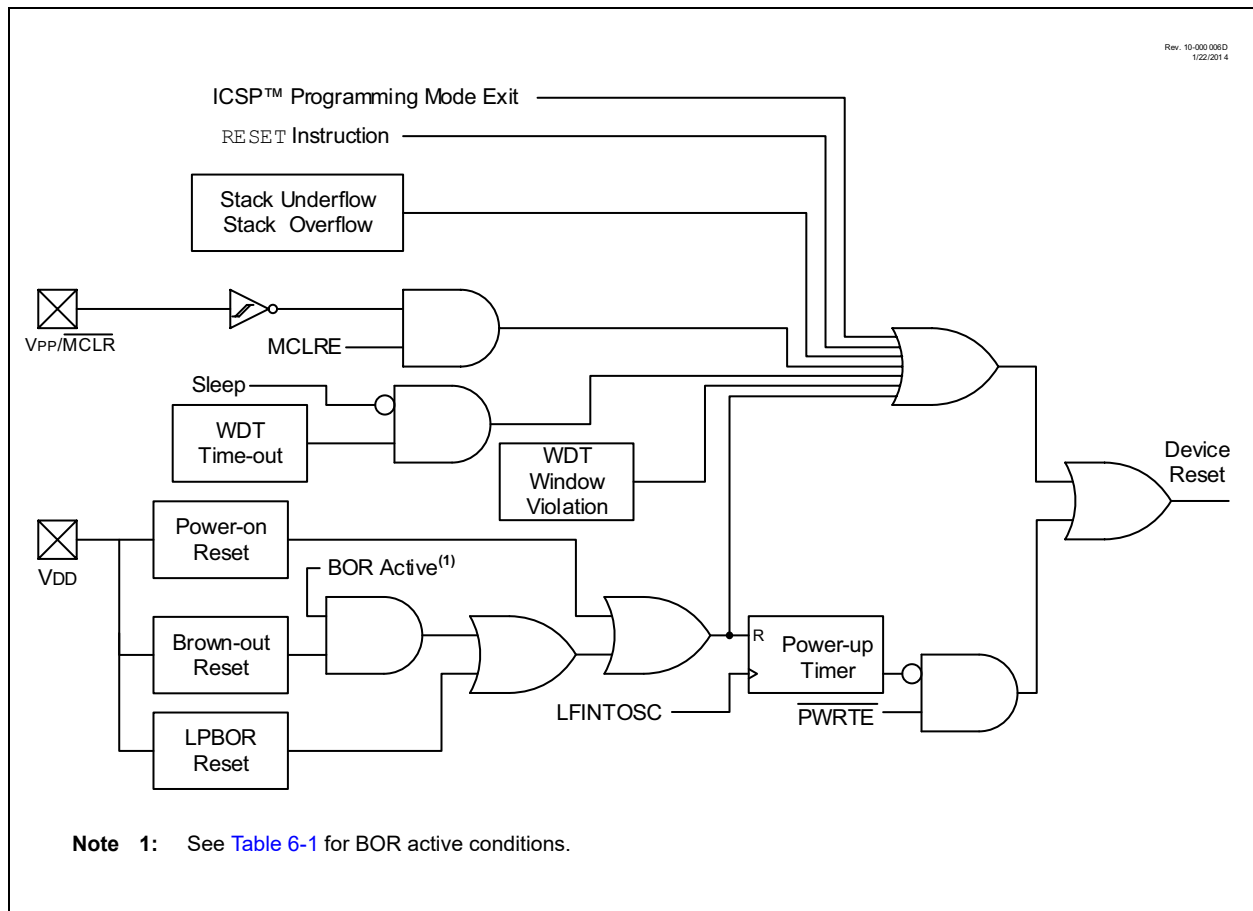 Rev. 10-000 006D
1/22/201 4
ICSP™ Programming Mode Exit
RESET Instruction
Stack Underflow
Stack Overflow
VPP/MCLR
MCLRE
Sleep
WDT
Time-out
WDT
Window
Violation
Device
Reset
Power-on
Reset
VDD
BOR Active(1)
Brown-out
Reset
R
Power-up
Timer
LFINTOSC
PWRTE
LPBOR
Reset
Note 1: See Table 6-1 for BOR active conditions.